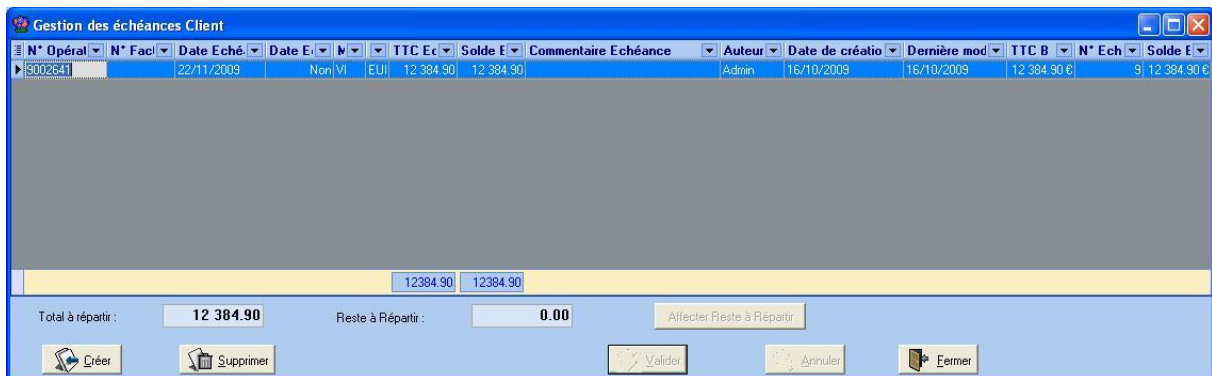 Gestion des échéances Client
N° Opérat N° Fact Date Eché. Date E TTC Ec Solde E Commentaire Echéance Auteur Date de créatio Dernière mod TTC B N° Ech Solde E
9002641 22/11/2009 Non VI EUI 12 384.90 12 384.90 Admin 16/10/2009 16/10/2009 12 384.90 € 9 12 384.90 €
12384.90 12384.90
Total à répartir : 12 384.90 Reste à Répartir : 0.00 Affecter Reste à Répartir
Créer Supprimer Valider Annuler Fermer